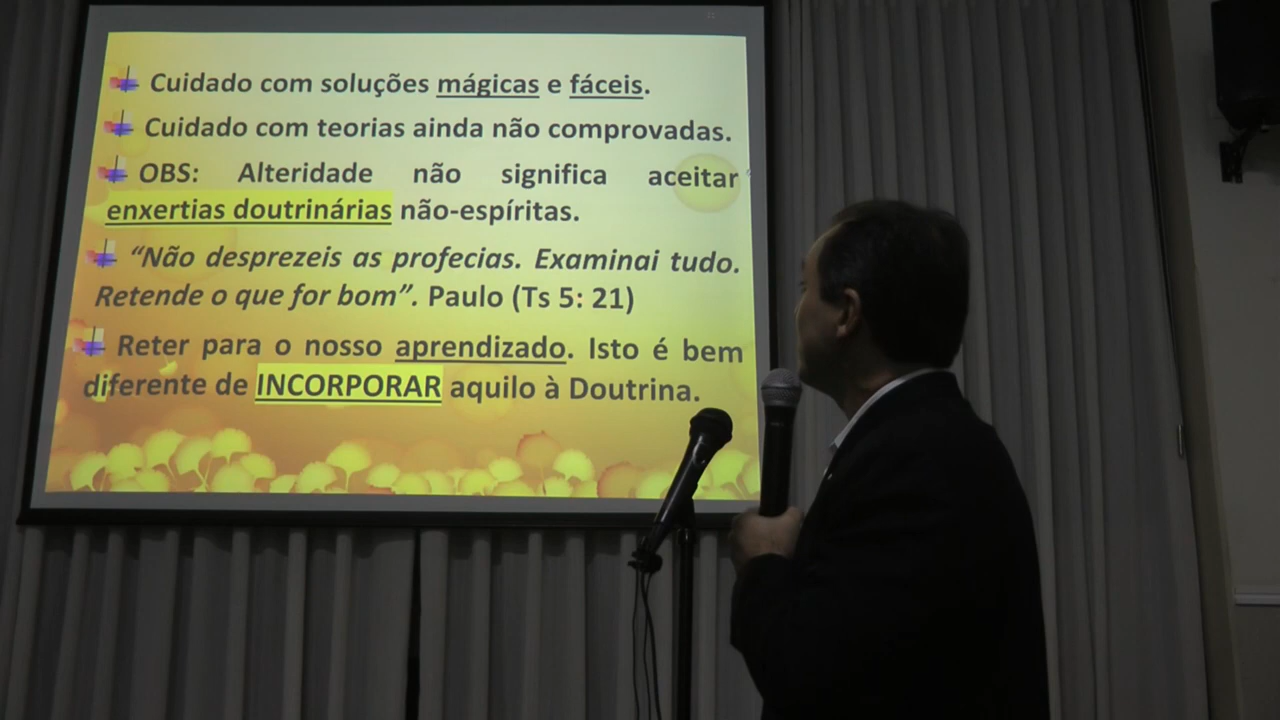 Cuidado com soluções mágicas e fáceis.
Cuidado com teorias ainda não comprovadas.
OBS: Alteridade não significa aceitar
enxertias doutrinárias não-espíritas.
“Não desprezeis as profecias. Examinai tudo.
Retende o que for bom”. Paulo (Ts 5: 21)
Reter para o nosso aprendizado. Isto é bem
diferente de INCORPORAR aquilo à Doutrina.